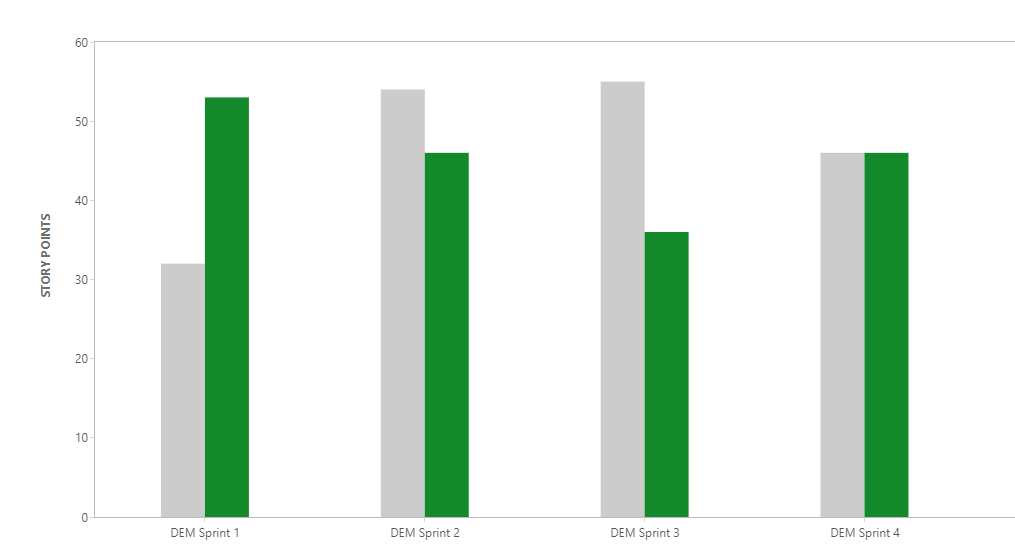 60
50
40
30
20
10
0
STORY POINTS
DEM Sprint 1
DEM Sprint 2
DEM Sprint 3
DEM Sprint 4